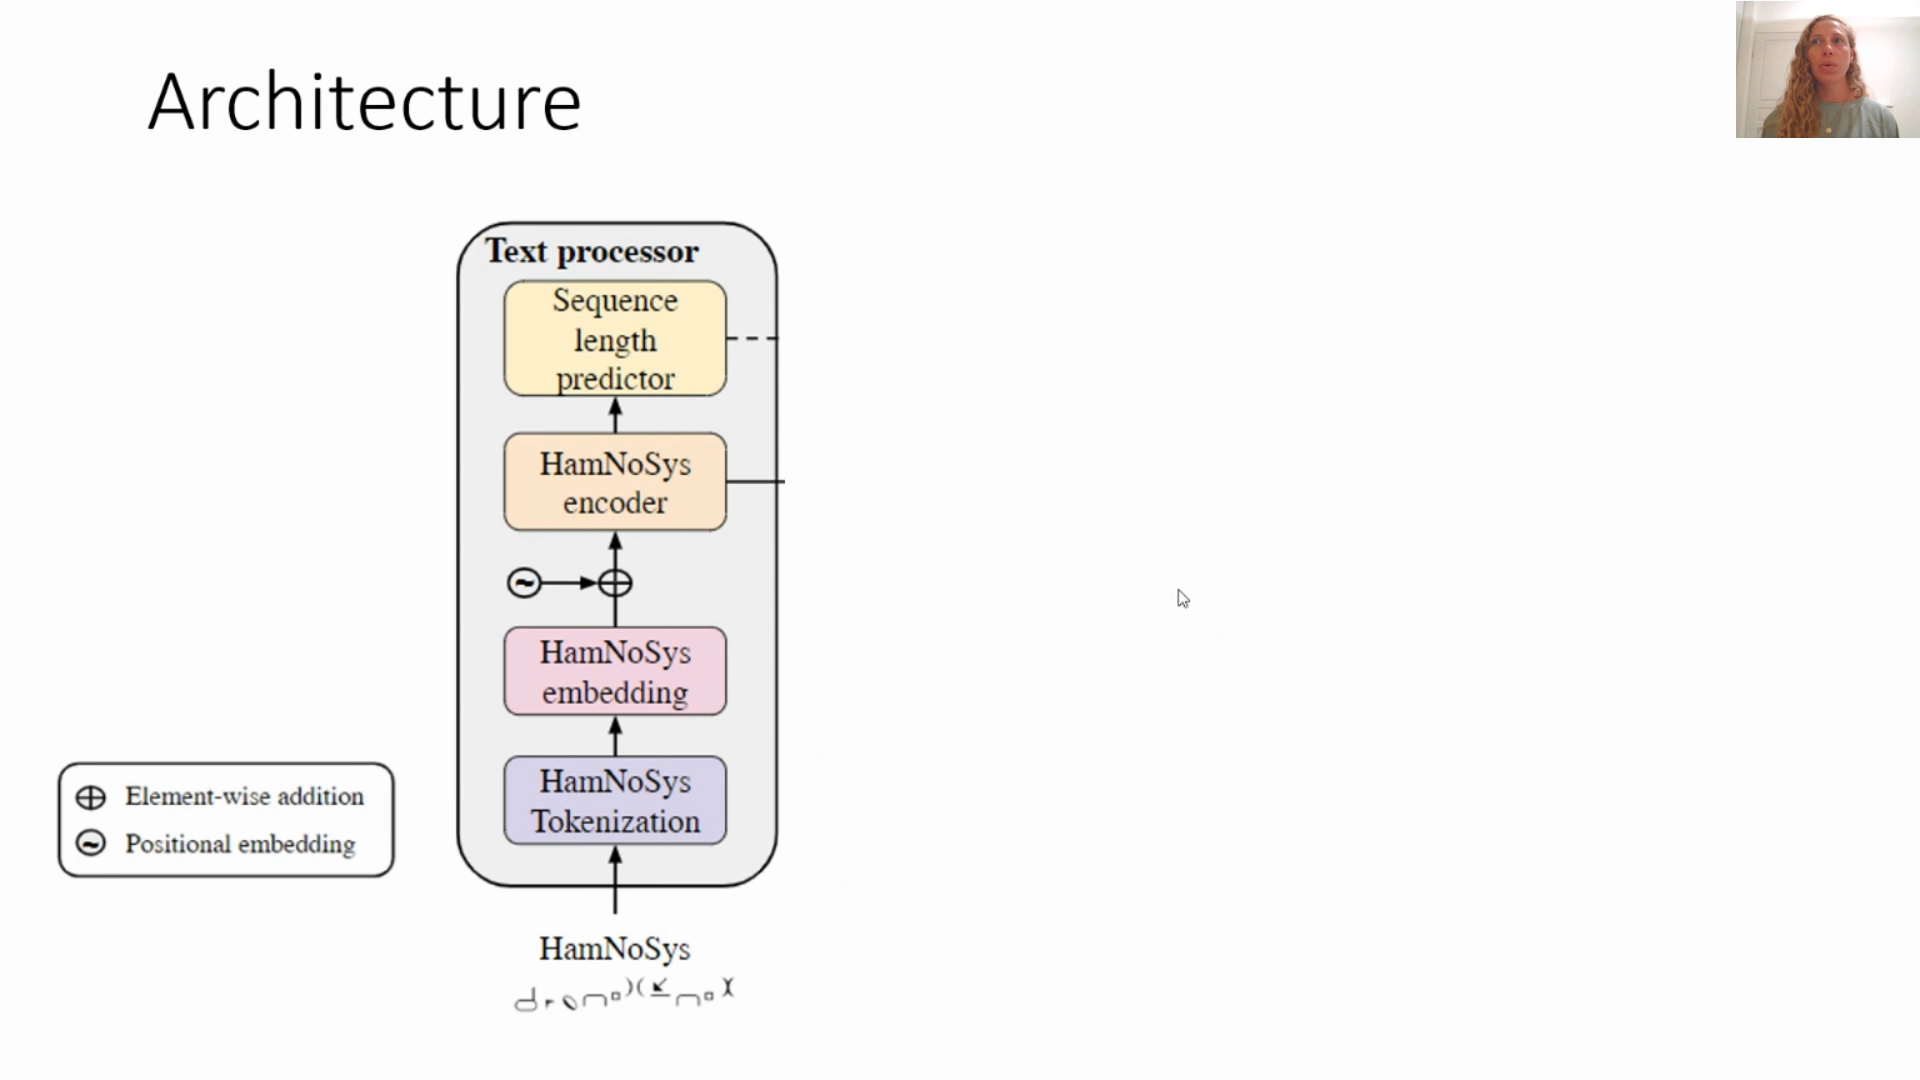 Architecture
Text processor
Sequence
length
predictor
HamNoSys
encoder
HamNoSys
embedding
HamNoSys
Tokenization
Element-wise addition
Positional embedding
HamNoSys